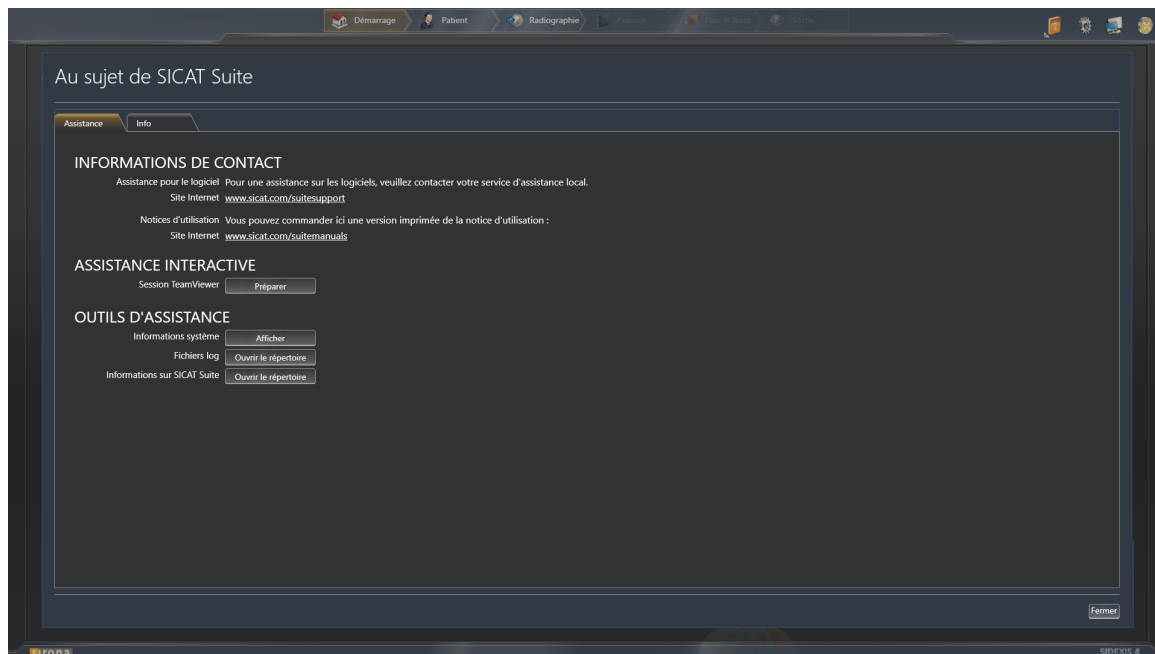 Démarrage Patient Radiographie Examen Plan & Treat Sortie
Au sujet de SICAT Suite
Assistance Info
INFORMATIONS DE CONTACT
Assistance pour le logiciel Pour une assistance sur les logiciels, veuillez contacter votre service d'assistance local.
Site Internet www.sicat.com/suitesupport
Notices d'utilisation Vous pouvez commander ici une version imprimée de la notice d'utilisation :
Site Internet www.sicat.com/suitemanuals
ASSISTANCE INTERACTIVE
Session TeamViewer Préparer
OUTILS D'ASSISTANCE
Informations système Afficher
Fichiers log Ouvrir le répertoire
Informations sur SICAT Suite Ouvrir le répertoire
Fermer
sirona SIDEXIS 4